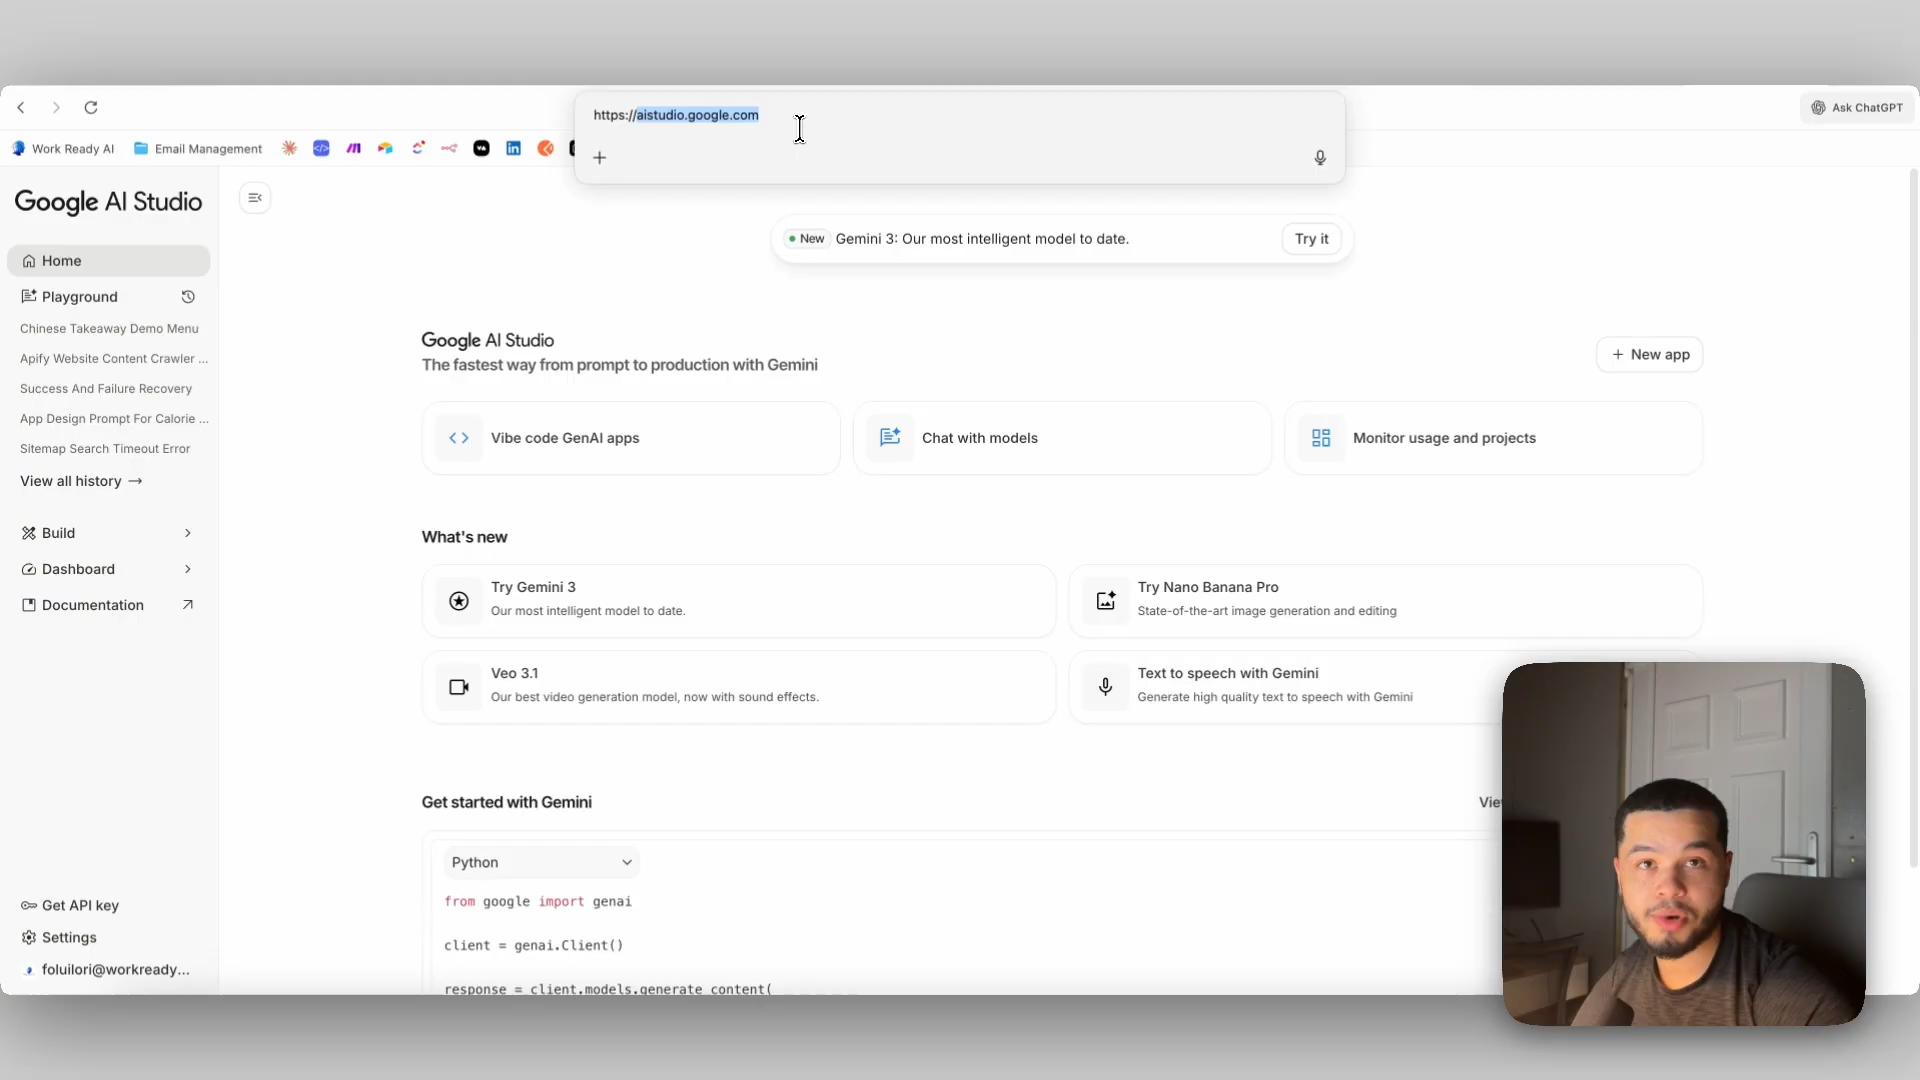 https://aistudio.google.com
Ask ChatGPT
Work Ready AI
Email Management
Google AI Studio
Home
Playground
Chinese Takeaway Demo Menu
Apify Website Content Crawler ...
Success And Failure Recovery
App Design Prompt For Calorie ...
Sitemap Search Timeout Error
View all history →
Build
Dashboard
Documentation
Get API key
Settings
foluilori@workready...
New Gemini 3: Our most intelligent model to date.
Try it
Google AI Studio
The fastest way from prompt to production with Gemini
+ New app
Vibe code GenAI apps
Chat with models
Monitor usage and projects
What's new
Try Gemini 3
Our most intelligent model to date.
Try Nano Banana Pro
State-of-the-art image generation and editing
Veo 3.1
Our best video generation model, now with sound effects.
Text to speech with Gemini
Generate high quality text to speech with Gemini
Get started with Gemini
Python
from google import genai
client = genai.Client()
response = client.models.generate_content(